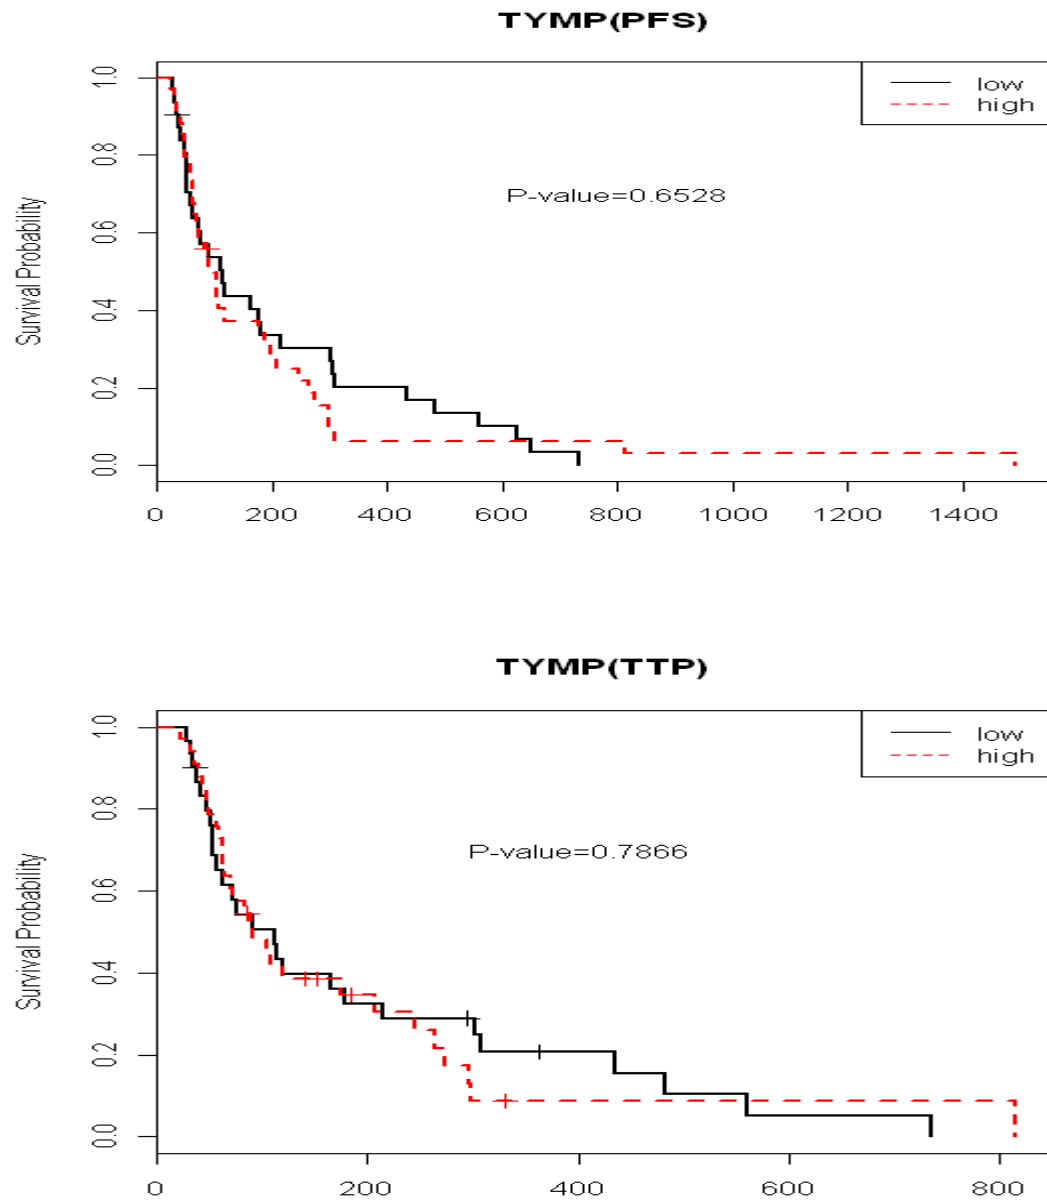 TYMP(PFS)
low
high
P-value=0.6528
Survival Probability
1.0
0.8
0.6
0.4
0.2
0.0
0 200 400 600 800 1000 1200 1400
TYMP(TTP)
low
high
P-value=0.7866
Survival Probability
1.0
0.8
0.6
0.4
0.2
0.0
0 200 400 600 800